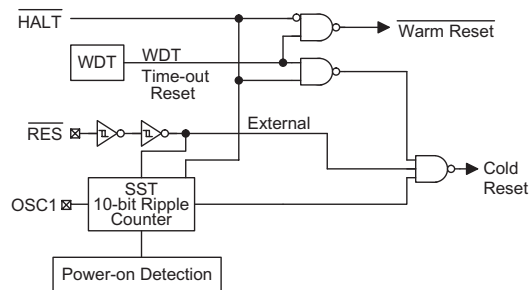 HALT
Warm Reset
WDT
WDT
Time-out
Reset
RES
External
Cold
Reset
OSC1
SST
10-bit Ripple
Counter
Power-on Detection